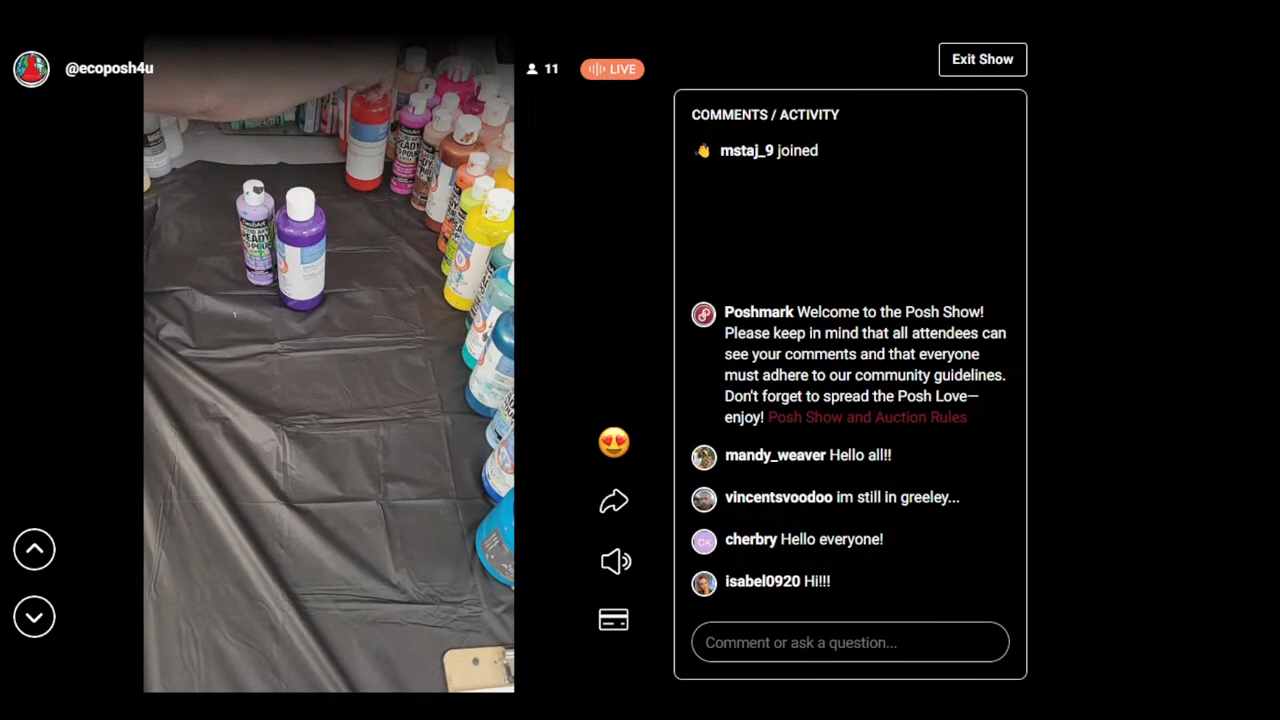 @ecoposh4u
11
LIVE
Exit Show
COMMENTS / ACTIVITY
mstaj_9 joined
Poshmark Welcome to the Posh Show!
Please keep in mind that all attendees can
see your comments and that everyone
must adhere to our community guidelines.
Don't forget to spread the Posh Love—
enjoy! Posh Show and Auction Rules
mandy_weaver Hello all!!
vincentsvoodoo im still in greeley...
cherbry Hello everyone!
CK
isabel0920 Hi!!!
Comment or ask a question...
DecoArt
READY